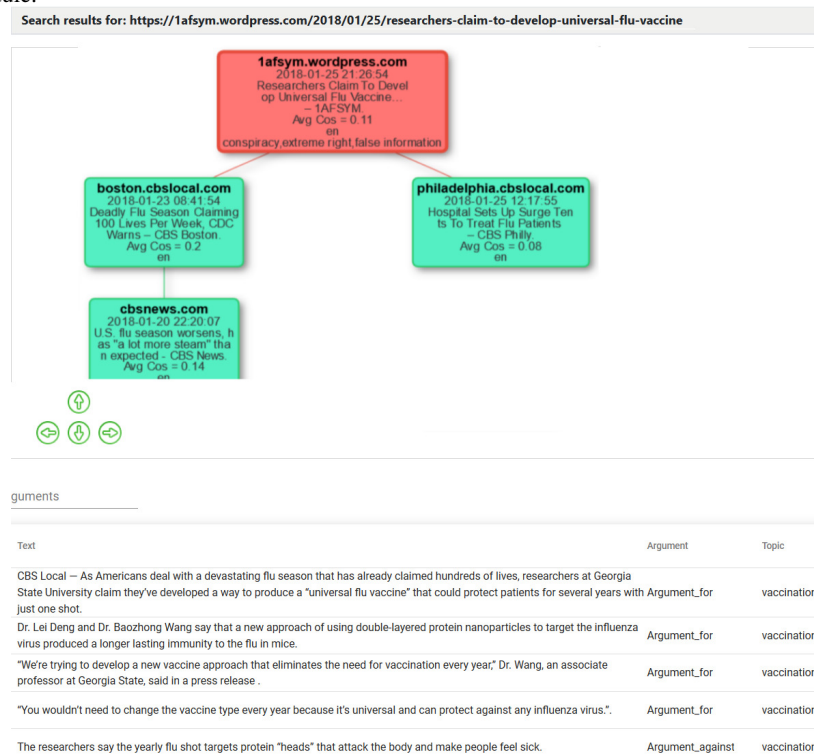 Search results for: https://1afsym.wordpress.com/2018/01/25/researchers-claim-to-develop-universal-flu-vaccine
1afsym.wordpress.com
2018-01-25 21:26:54
Researchers Claim To Devel
op Universal Flu Vaccine...
– 1AFSYM.
Avg Cos = 0.11
en
conspiracy,extreme right,false information
boston.cbslocal.com
2018-01-23 08:41:54
Deadly Flu Season Claiming
100 Lives Per Week, CDC
Warns – CBS Boston.
Avg Cos = 0.2
en
philadelphia.cbslocal.com
2018-01-25 12:17:55
Hospital Sets Up Surge Ten
ts To Treat Flu Patients
– CBS Philly.
Avg Cos = 0.08
en
cbsnews.com
2018-01-20 22:20:07
U.S. flu season worsens, h
as "a lot more steam" tha
n expected - CBS News.
Avg Cos = 0.14
guments
Text Argument Topic
CBS Local — As Americans deal with a devastating flu season that has already claimed hundreds of lives, researchers at Georgia
State University claim they've developed a way to produce a “universal flu vaccine” that could protect patients for several years with Argument_for vaccination
just one shot.
Dr. Lei Deng and Dr. Baozhong Wang say that a new approach of using double-layered protein nanoparticles to target the influenza
virus produced a longer lasting immunity to the flu in mice. Argument_for vaccination
“We’re trying to develop a new vaccine approach that eliminates the need for vaccination every year,” Dr. Wang, an associate
professor at Georgia State, said in a press release . Argument_for vaccination
“You wouldn’t need to change the vaccine type every year because it’s universal and can protect against any influenza virus.”. Argument_for vaccination
The researchers say the yearly flu shot targets protein “heads” that attack the body and make people feel sick. Argument_against vaccination